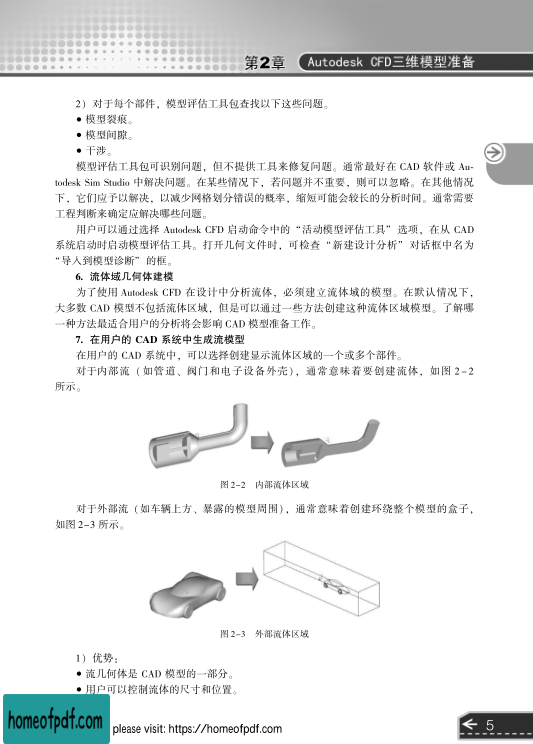 第2章 Autodesk CFD三维模型准备
2）对于每个部件，模型评估工具包查找以下这些问题。
● 模型裂痕。
● 模型间隙。
● 干涉。
模型评估工具包可识别问题，但不提供工具来修复问题。通常最好在 CAD 软件或 Au-
todesk Sim Studio 中解决问题。在某些情况下，若问题并不重要，则可以忽略。在其他情况
下，它们应予以解决，以减少网格划分错误的概率，缩短可能会较长的分析时间。通常需要
工程判断来确定应解决哪些问题。
用户可以通过选择 Autodesk CFD 启动命令中的“活动模型评估工具”选项，在从 CAD
系统启动时启动模型评估工具。打开几何文件时，可检查“新建设计分析”对话框中名为
“导入到模型诊断”的框。
6. 流体域几何体建模
为了使用 Autodesk CFD 在设计中分析流体，必须建立流体域的模型。在默认情况下，
大多数 CAD 模型不包括流体区域，但是可以通过一些方法创建这种流体区域模型。了解哪
一种方法最适合用户的分析将会影响 CAD 模型准备工作。
7. 在用户的 CAD 系统中生成流模型
在用户的 CAD 系统中，可以选择创建显示流体区域的一个或多个部件。
对于内部流（如管道、阀门和电子设备外壳），通常意味着要创建流体，如图 2-2
所示。
图 2-2 内部流体区域
对于外部流（如车辆上方、暴露的模型周围），通常意味着创建环绕整个模型的盒子，
如图 2-3 所示。
图 2-3 外部流体区域
1）优势：
● 流几何体是 CAD 模型的一部分。
● 用户可以控制流体的尺寸和位置。
homeofpdf.com please visit: https://homeofpdf.com
5